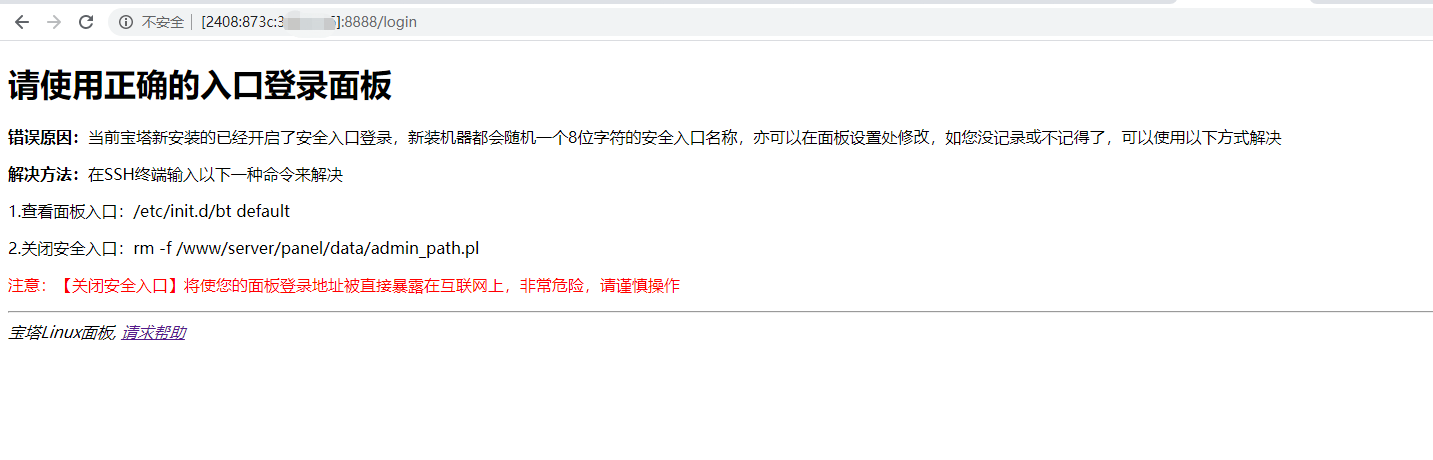 不安全 [2408:873c:3 5]:8888/login
请使用正确的入口登录面板
错误原因：当前宝塔新安装的已经开启了安全入口登录，新装机器都会随机一个8位字符的安全入口名称，亦可以在面板设置处修改，如您没记录或不记得了，可以使用以下方式解决
解决方法：在SSH终端输入以下一种命令来解决
1.查看面板入口：/etc/init.d/bt default
2.关闭安全入口：rm -f /www/server/panel/data/admin_path.pl
注意：【关闭安全入口】将使您的面板登录地址被直接暴露在互联网上，非常危险，请谨慎操作
宝塔Linux面板, 请求帮助